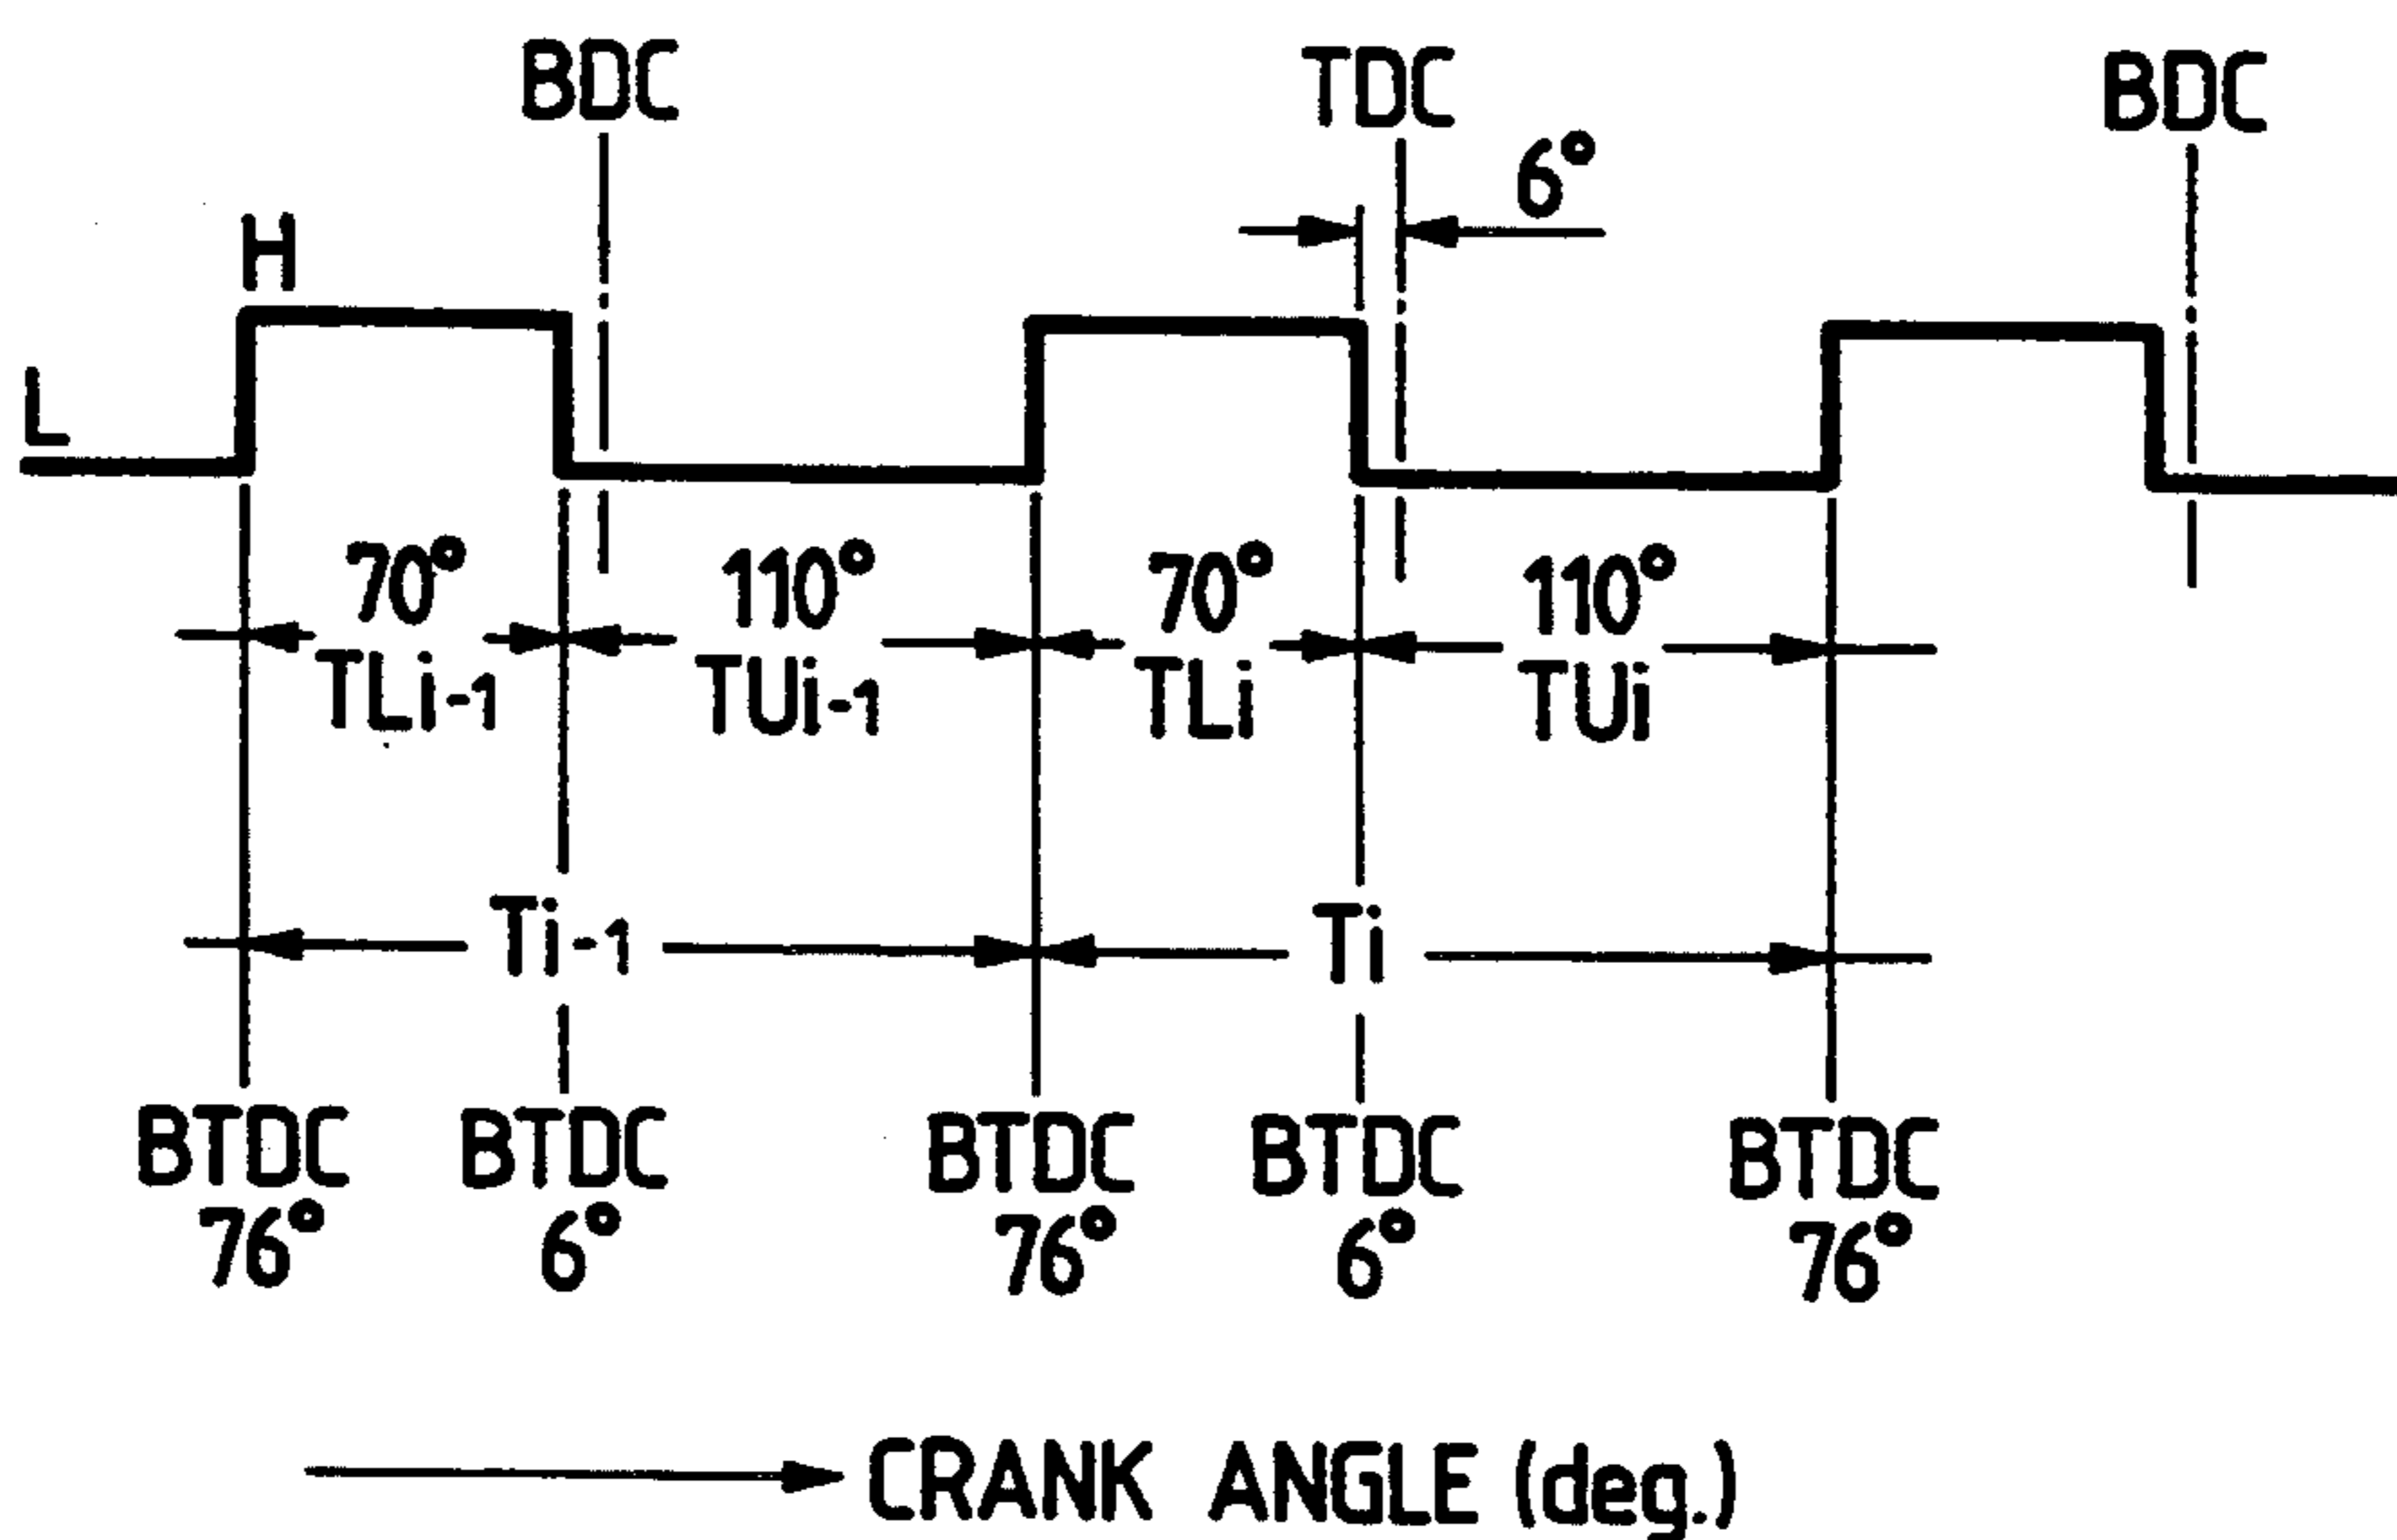 BDC TDC BDC
6°
H
L
70° 110° 70° 110°
TLi-1 TUi-1 TLi TUi
Ti-1 Ti
BTDC BTDC BTDC BTDC BTDC
76° 6° 76° 6° 76°
CRANK ANGLE (deg.)